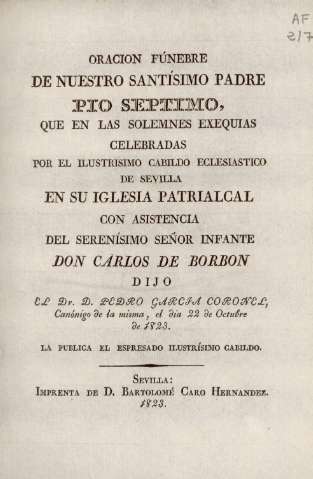 AF
2/7
ORACION FÚNEBRE
DE NUESTRO SANTÍSIMO PADRE
PIO SEPTIMO,
QUE EN LAS SOLEMNES EXEQUIAS
CELEBRADAS
POR EL ILUSTRISIMO CABILDO ECLESIASTICO
DE SEVILLA
EN SU IGLESIA PATRIALCAL
CON ASISTENCIA
DEL SERENÍSIMO SEÑOR INFANTE
DON CARLOS DE BORBON
DIJO
EL Dr. D. PEDRO GARCIA CORONEL,
Canónigo de la misma, el dia 22 de Octubre
de 1823.
LA PUBLICA EL ESPRESADO ILUSTRÍSIMO CABILDO.
SEVILLA:
IMPRENTA DE D. BARTOLOMÉ CARO HERNANDEZ.
1823.